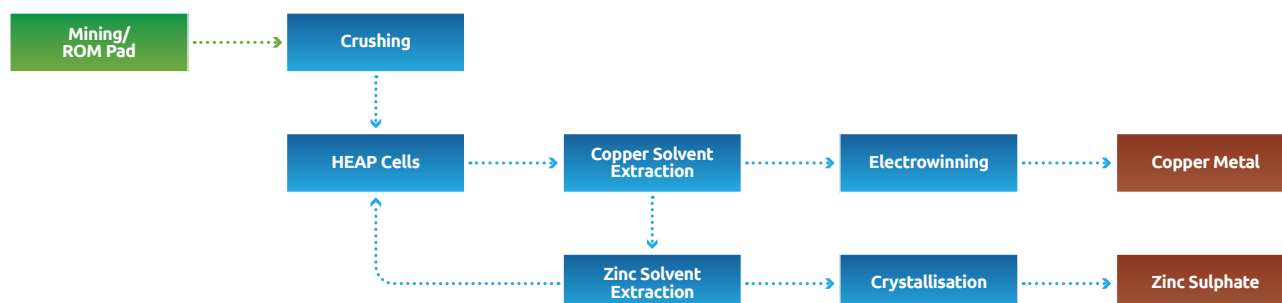 Mining/
ROM Pad
Crushing
HEAP Cells
Copper Solvent
Extraction
Electrowinning
Copper Metal
Zinc Solvent
Extraction
Crystallisation
Zinc Sulphate